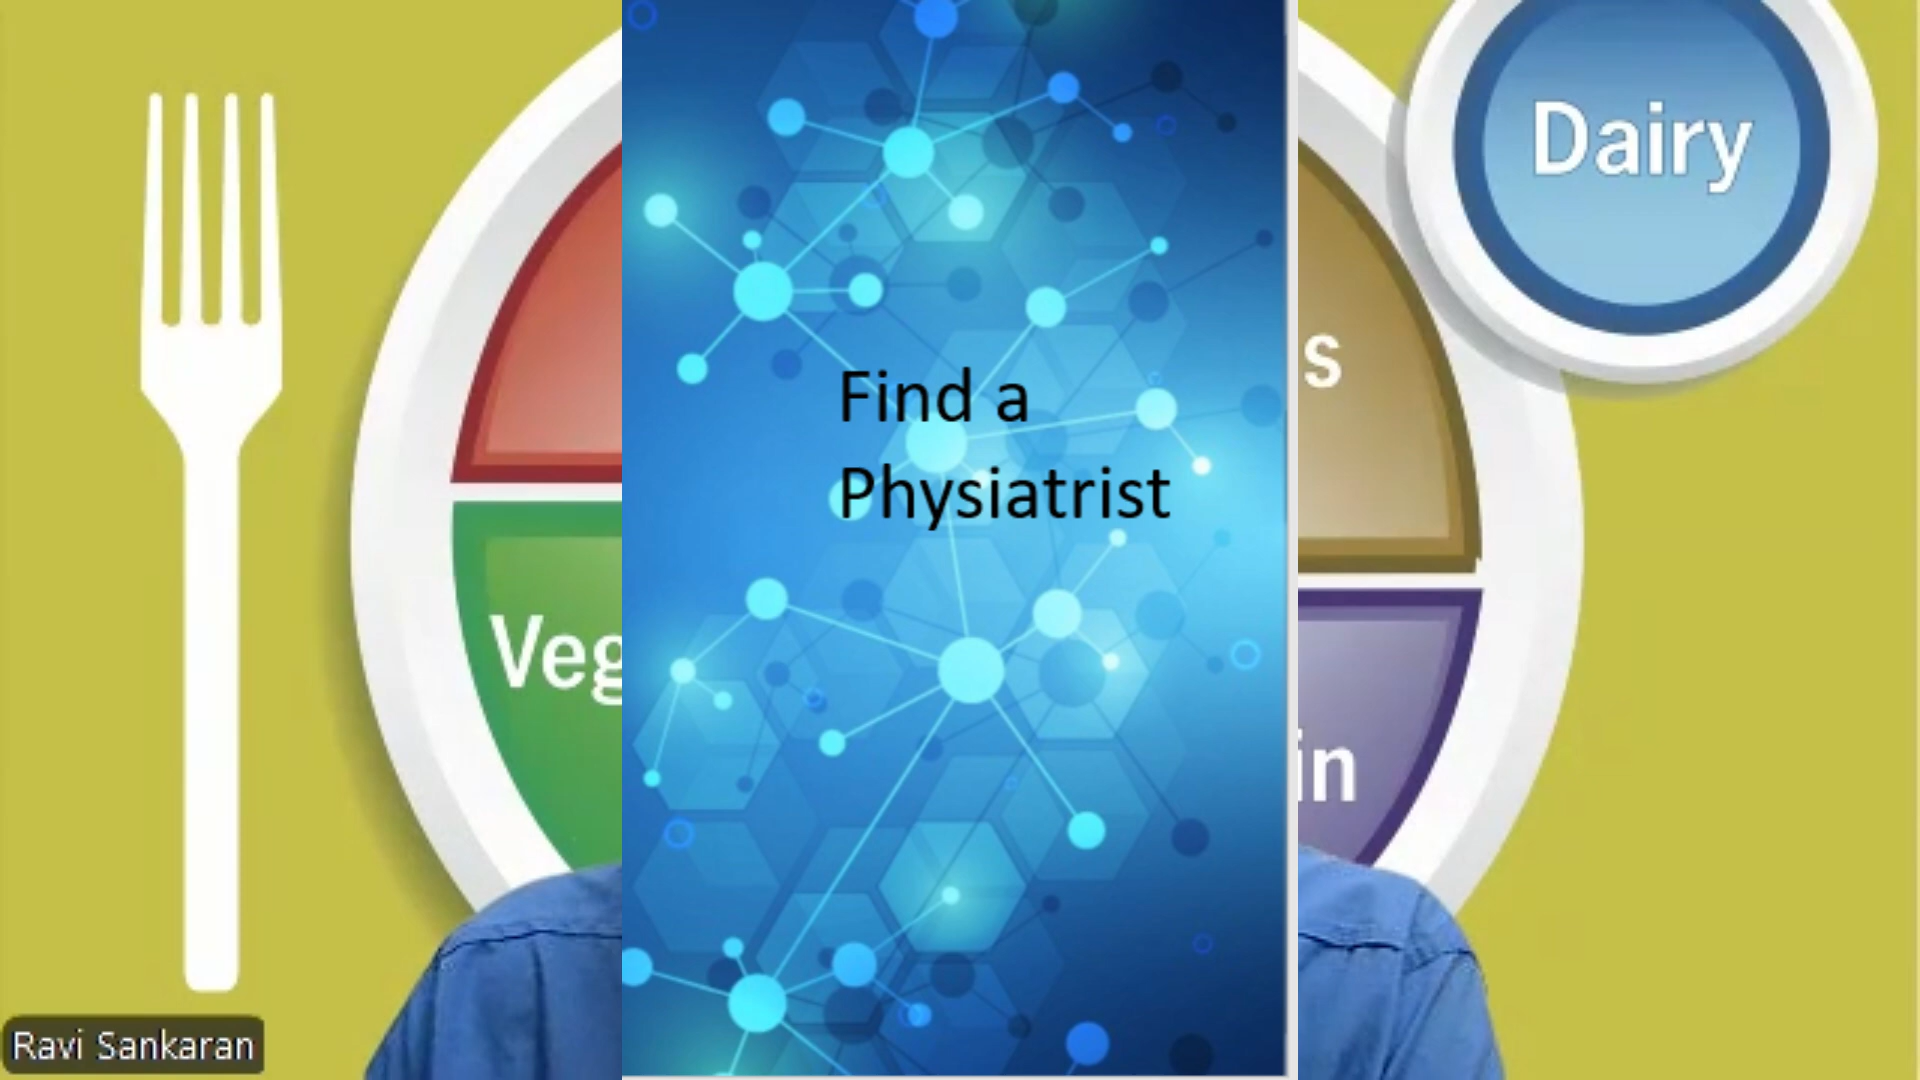 Dairy
s
Find a
Physiatrist
Veg
in
Ravi Sankaran